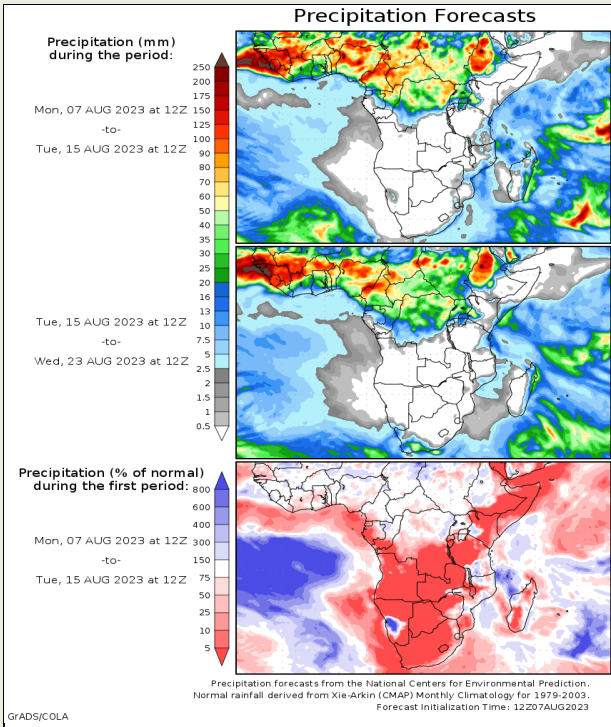 Precipitation Forecasts
Precipitation (mm)
during the period:
Mon, 07 AUG 2023 at 12Z
-to-
Tue, 15 AUG 2023 at 12Z
250
200
175
150
125
100
90
80
70
60
50
40
35
30
25
20
16
13
10
7.5
5
2.5
2
1.5
1
0.5
Tue, 15 AUG 2023 at 12Z
-to-
Wed, 23 AUG 2023 at 12Z
Precipitation (% of normal)
during the first period:
Mon, 07 AUG 2023 at 12Z
-to-
Tue, 15 AUG 2023 at 12Z
800
600
400
300
150
75
50
25
10
5
Precipitation forecasts from the National Centers for Environmental Prediction.
Normal rainfall derived from Xie-Arkin (CMAP) Monthly Climatology for 1979-2003.
Forecast Initialization Time: 12Z07AUG2023
GrADS/COLA